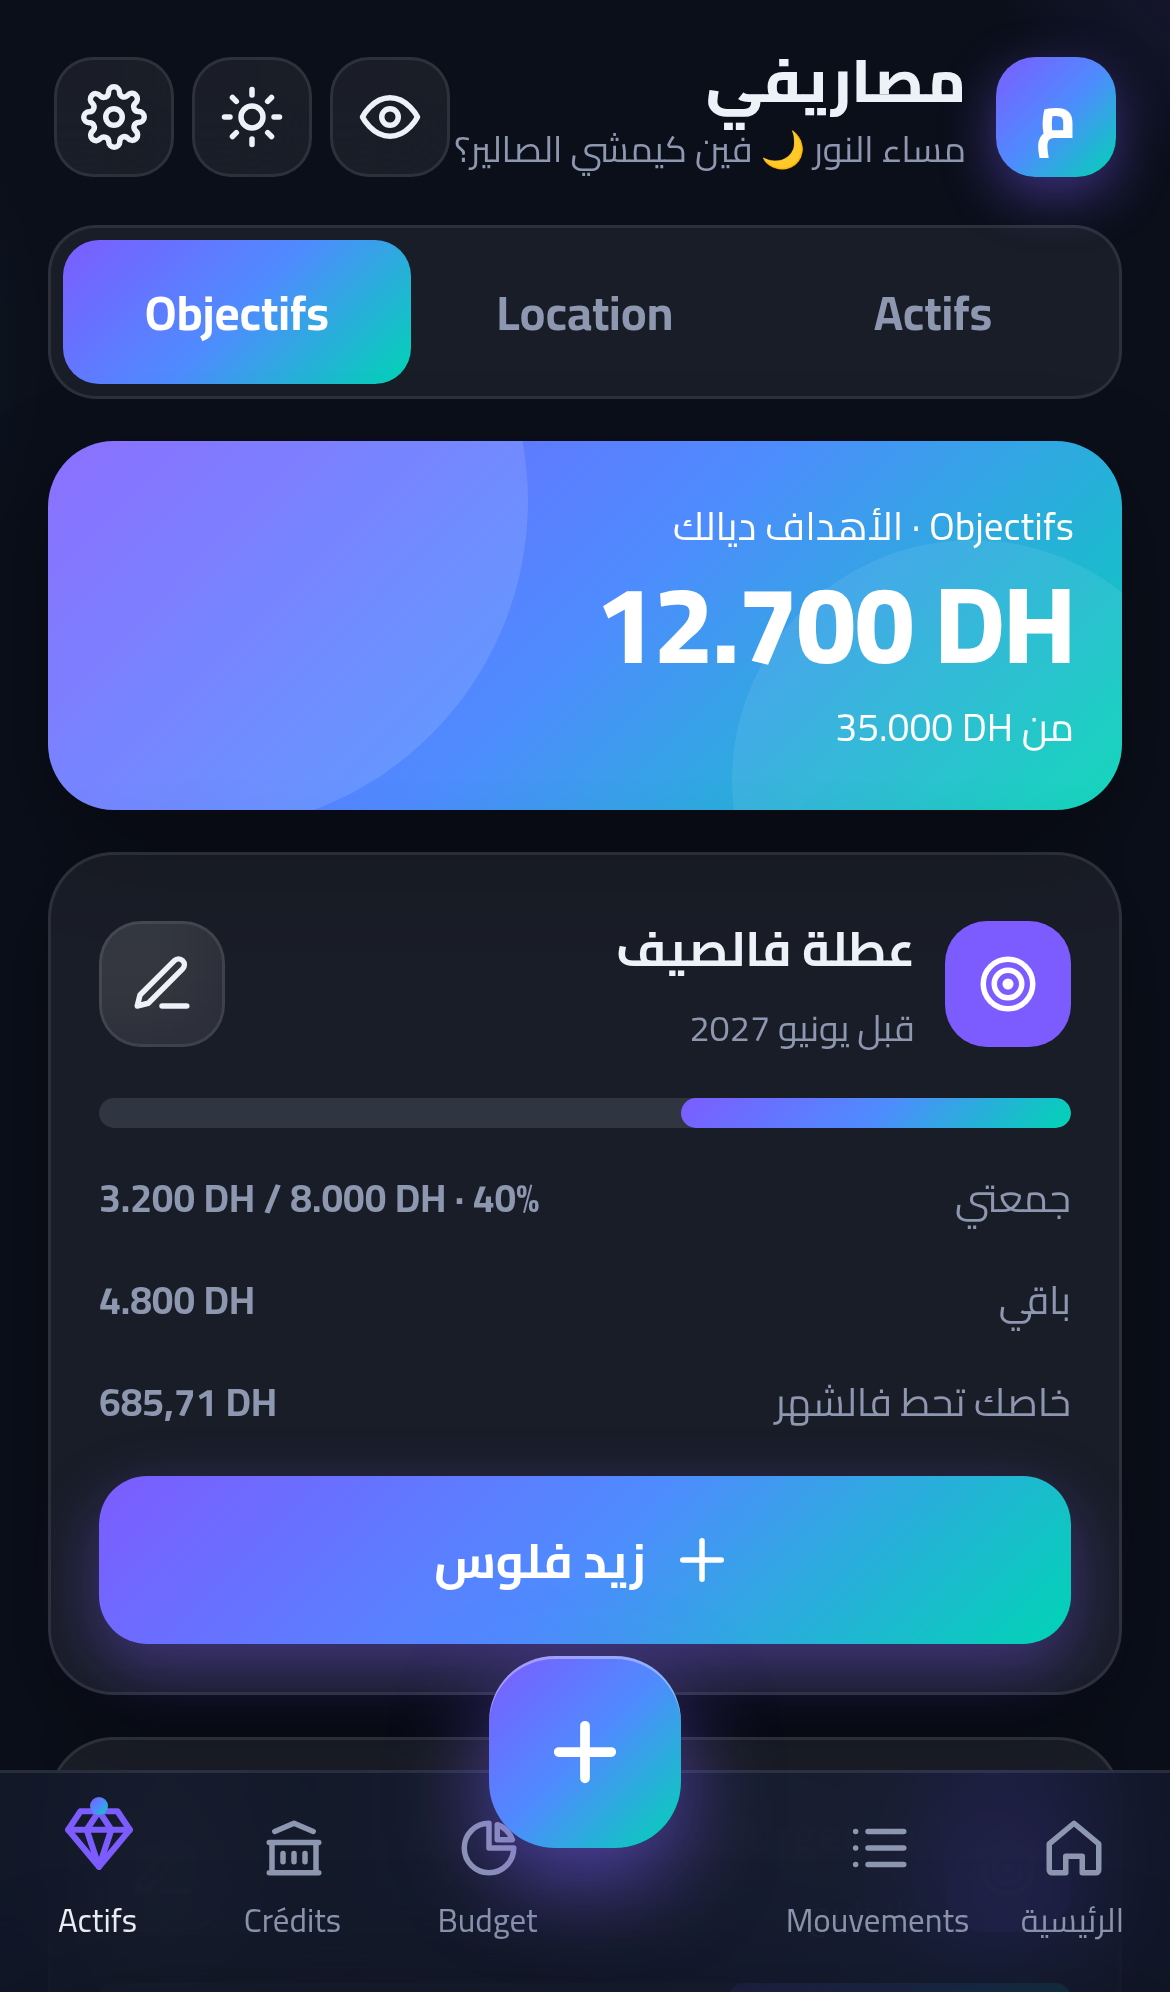 م
مصاريفي
مساء النور 🌙 فين كيمشي الصالير؟
Actifs
Location
Objectifs
Objectifs · الأهداف ديالك
12.700 DH
من 35.000 DH
عطلة فالصيف
قبل يونيو 2027
جمعتي
3.200 DH / 8.000 DH · 40%
باقي
4.800 DH
خاصك تحط فالشهر
685,71 DH
زيد فلوس
الرئيسية
Mouvements
Budget
Crédits
Actifs